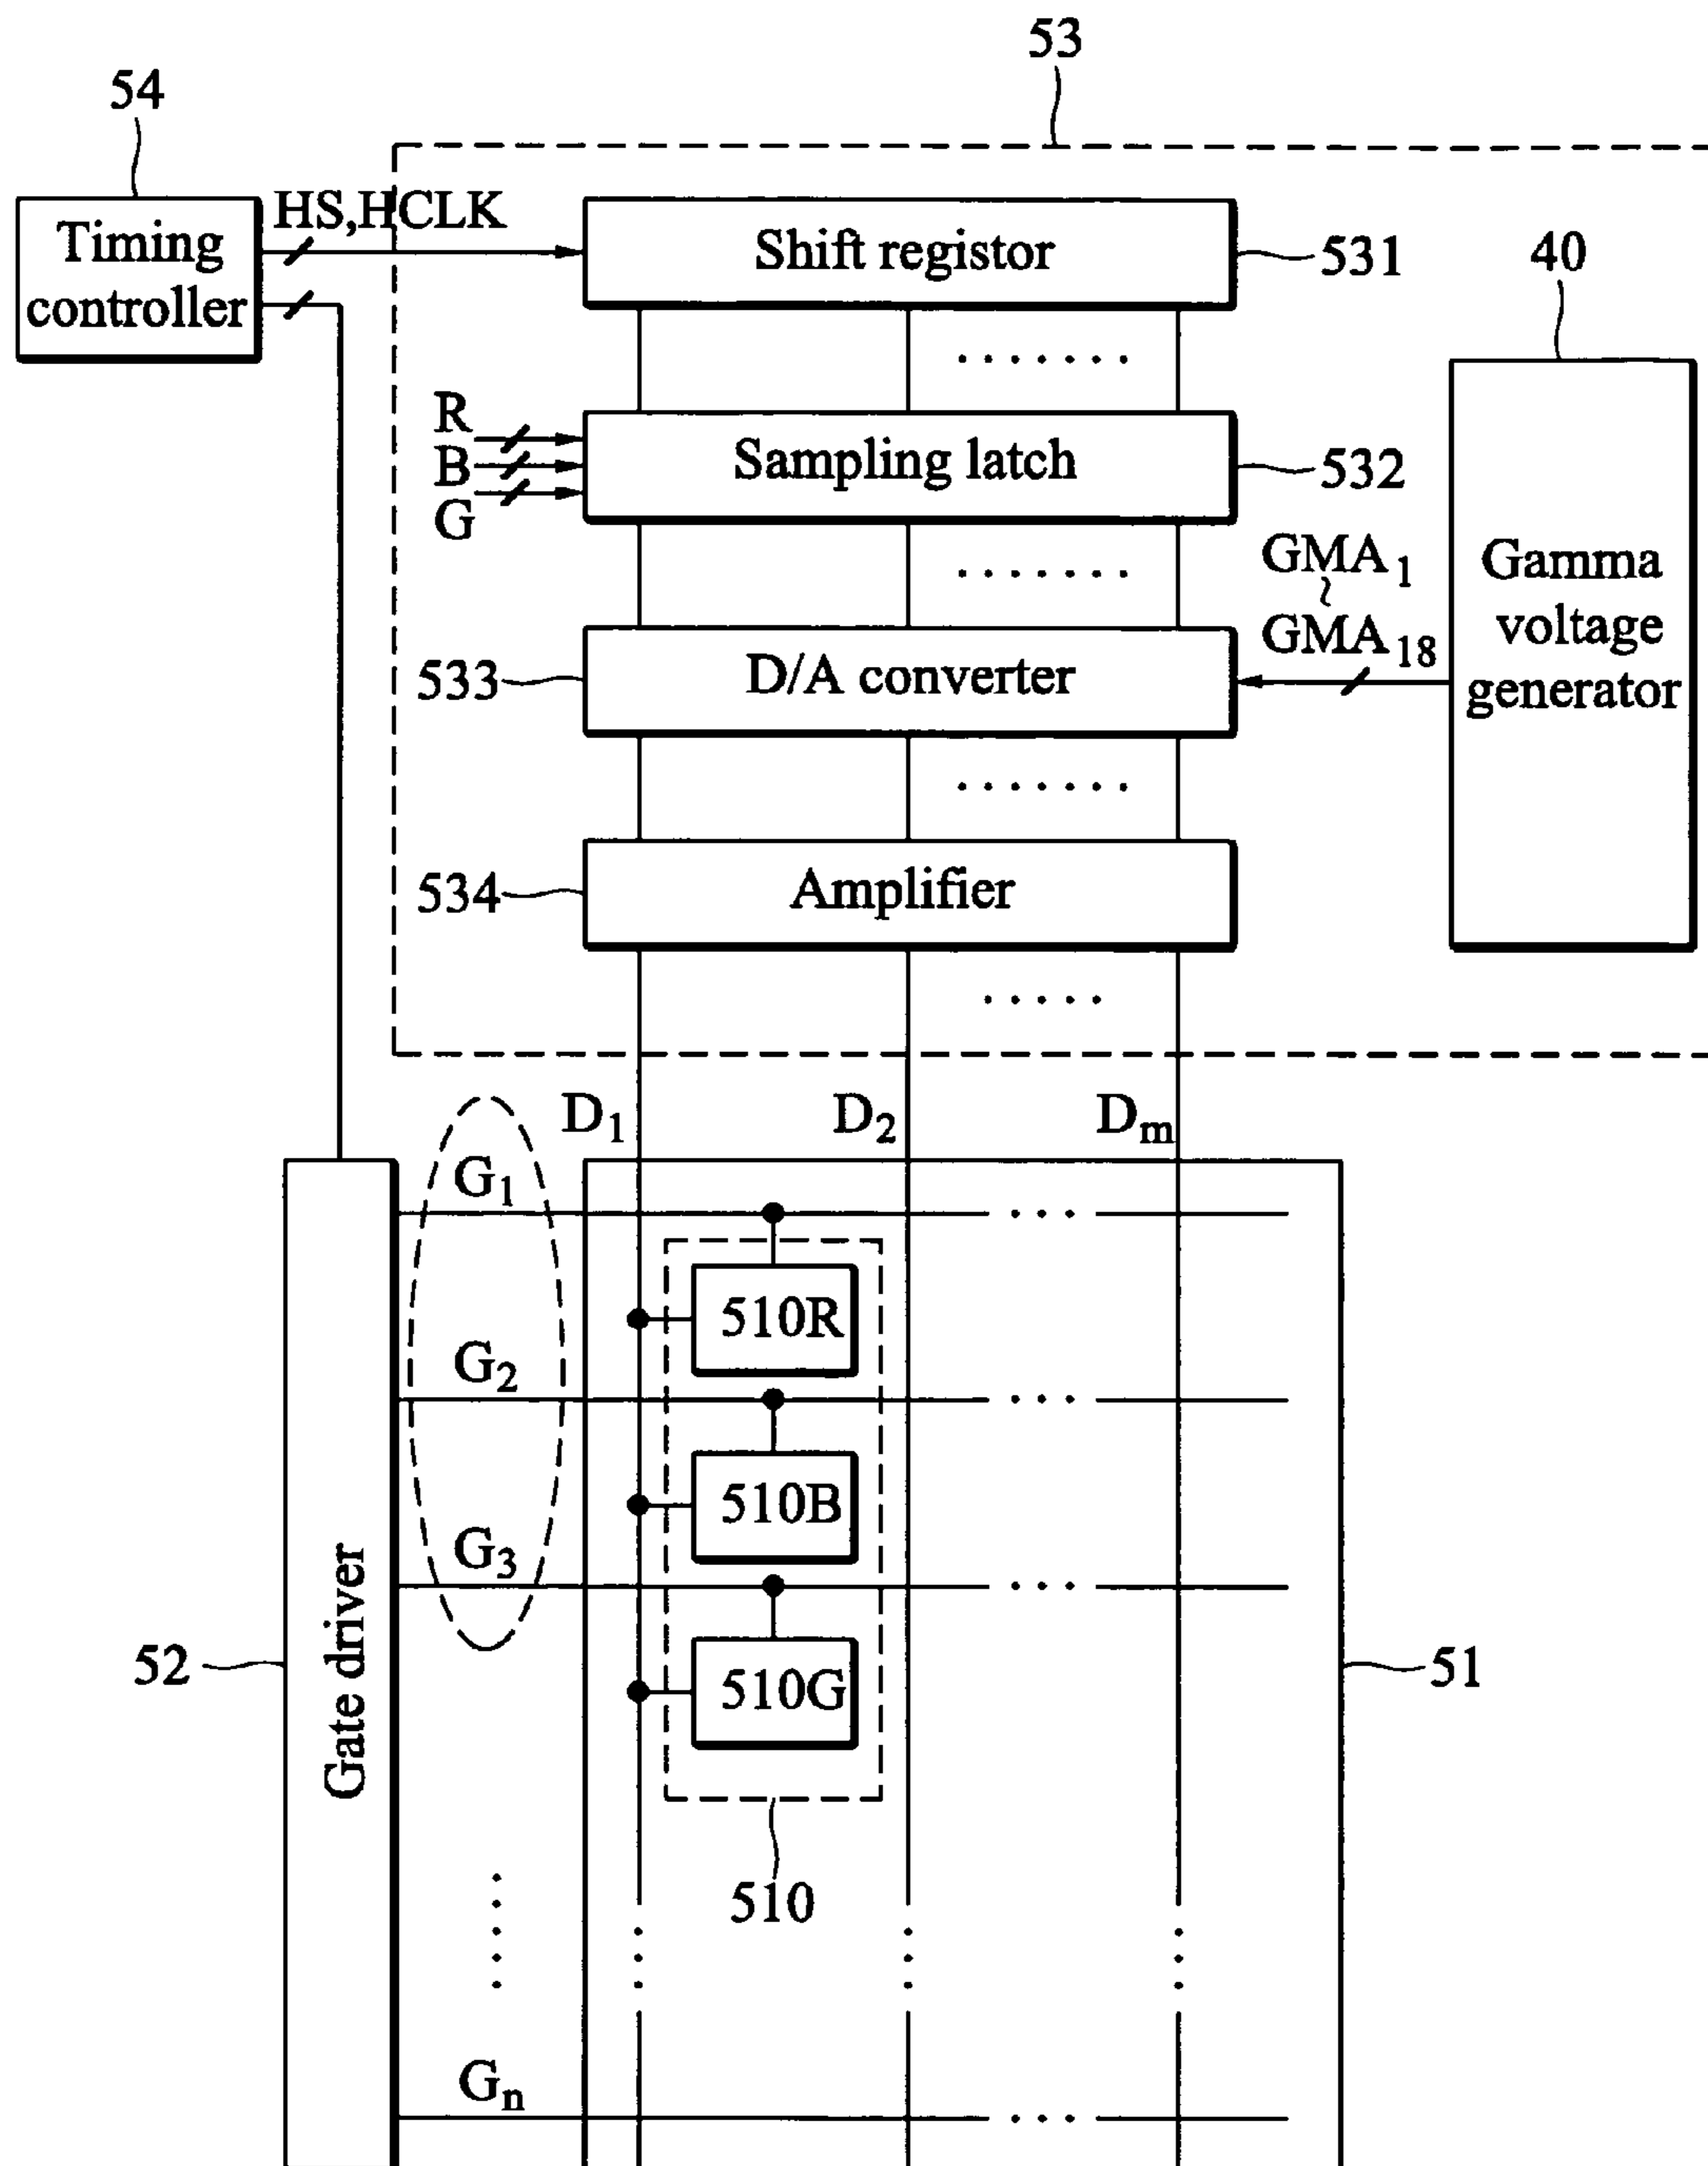 53
54
HS,HCLK
Timing
controller
Shift registor
531
40
R
B
G
Sampling latch
532
GMA1
~
GMA18
Gamma
voltage
generator
533
D/A converter
534
Amplifier
D1
D2
Dm
G1
510R
G2
510B
G3
510G
52
Gate driver
51
510
Gn